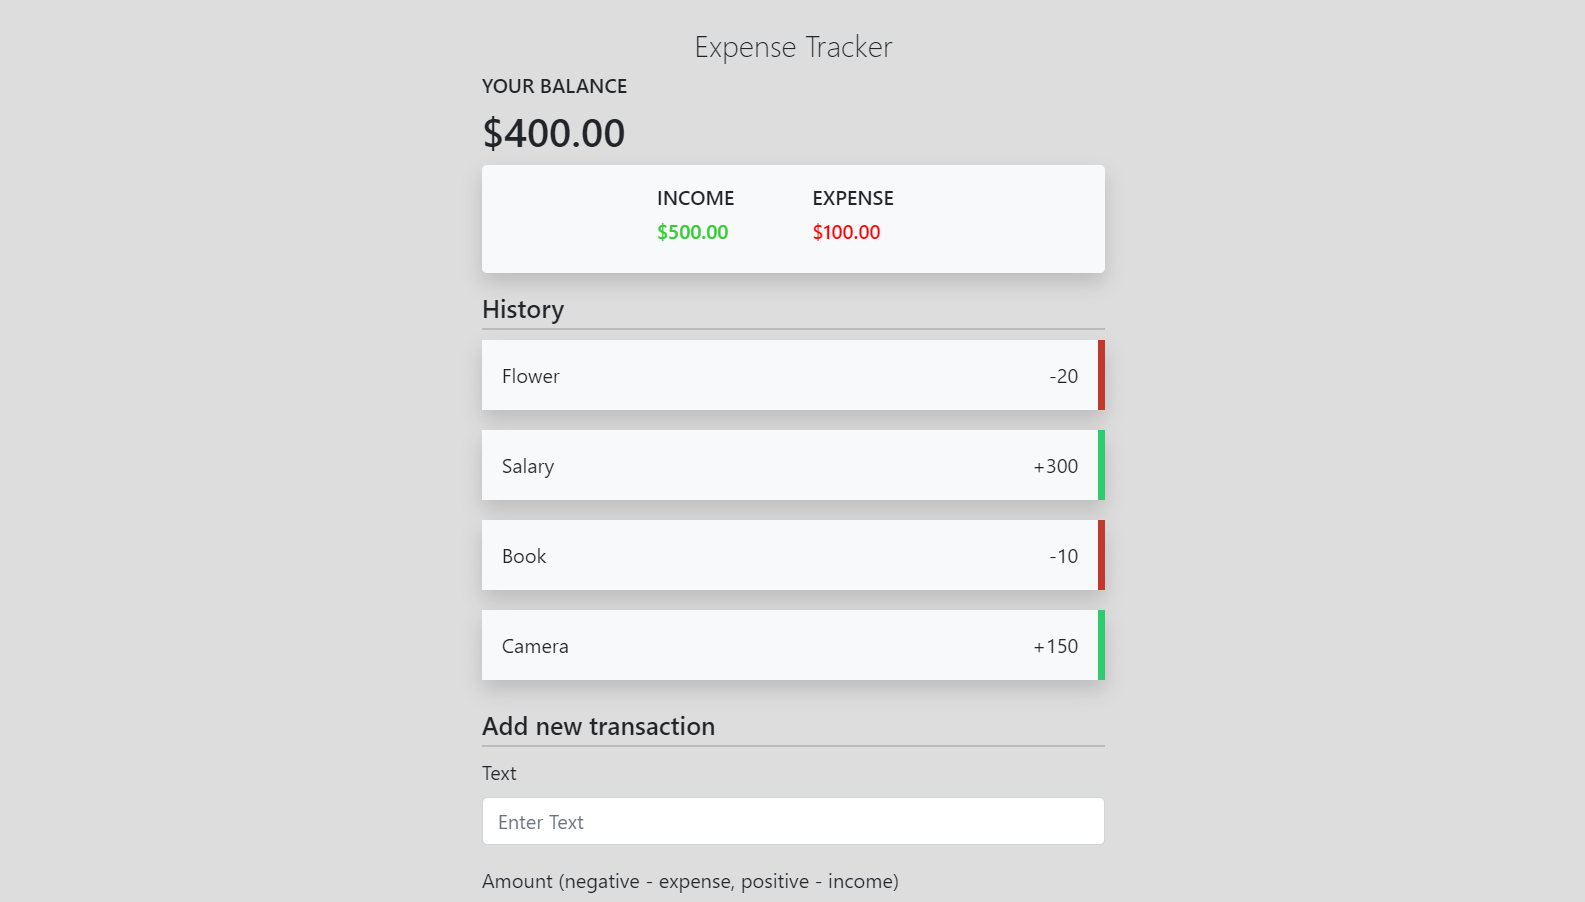 Expense Tracker
YOUR BALANCE
$400.00
INCOME EXPENSE
$500.00 $100.00
History
Flower -20
Salary +300
Book -10
Camera +150
Add new transaction
Text
Enter Text
Amount (negative - expense, positive - income)